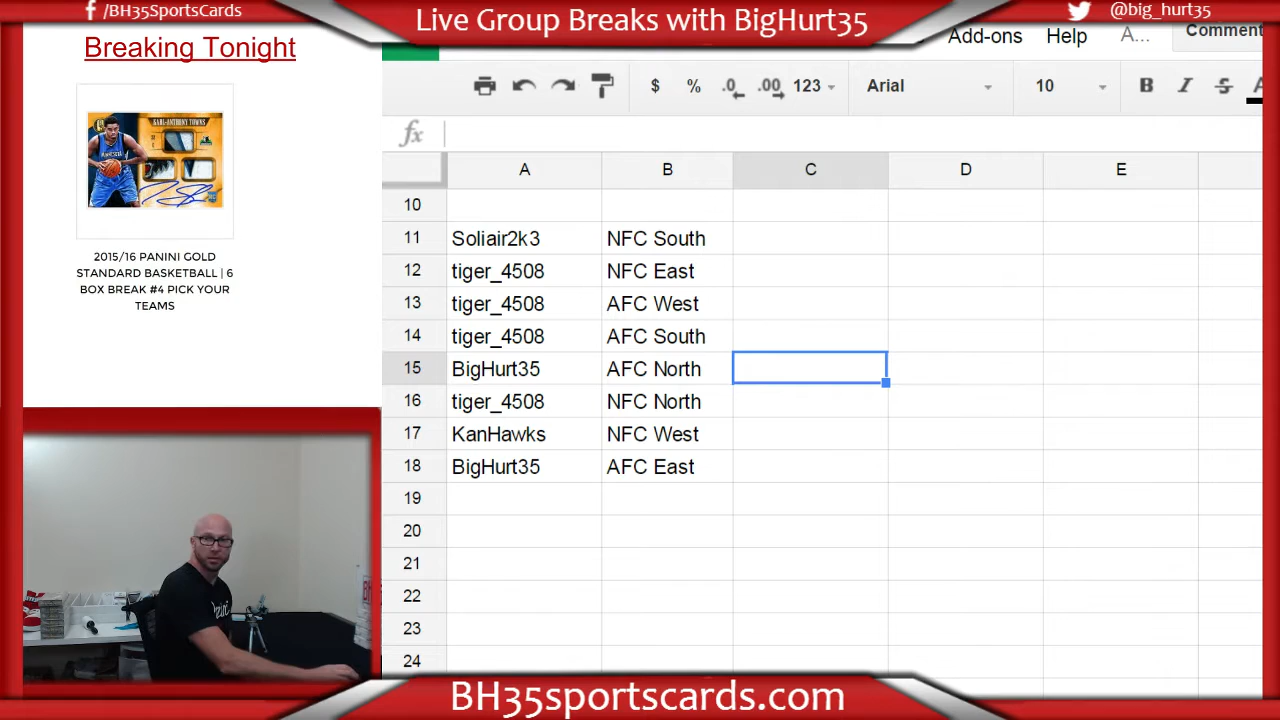 /BH35SportsCards
Live Group Breaks with BigHurt35
@big_hurt35
Breaking Tonight
KARL-ANTHONY TOWNS
2015/16 PANINI GOLD
STANDARD BASKETBALL | 6
BOX BREAK #4 PICK YOUR
TEAMS
Add-ons Help A... Comment
$ % .0 .00 123 Arial 10 B I S A
fx
A B C D E
10
11 Soliair2k3 NFC South
12 tiger_4508 NFC East
13 tiger_4508 AFC West
14 tiger_4508 AFC South
15 BigHurt35 AFC North
16 tiger_4508 NFC North
17 KanHawks NFC West
18 BigHurt35 AFC East
19
20
21
22
23
24
BH35sportscards.com